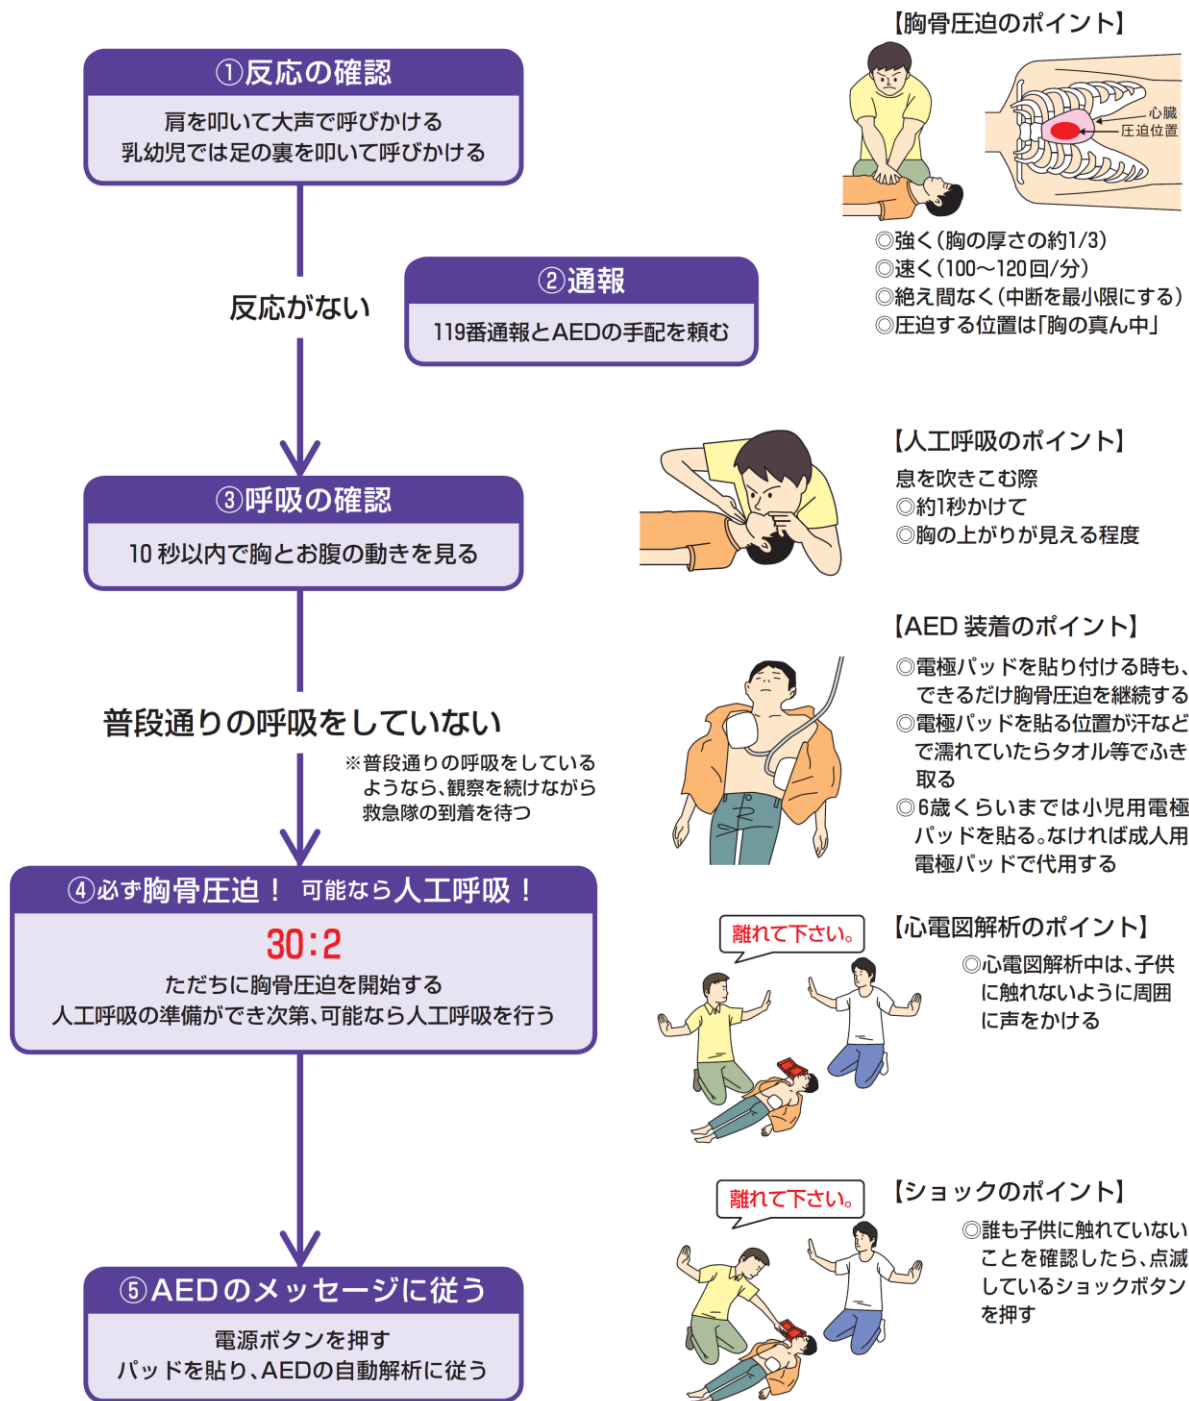 ①反応の確認
肩を叩いて大声で呼びかける
乳幼児では足の裏を叩いて呼びかける
反応がない
②通報
119番通報とAEDの手配を頼む
③呼吸の確認
10秒以内で胸とお腹の動きを見る
普段通りの呼吸をしていない
※普段通りの呼吸をしている
ようなら、観察を続けながら
救急隊の到着を待つ
④必ず胸骨圧迫！ 可能なら人工呼吸！
30：2
ただちに胸骨圧迫を開始する
人工呼吸の準備ができ次第、可能なら人工呼吸を行う
⑤AEDのメッセージに従う
電源ボタンを押す
パッドを貼り、AEDの自動解析に従う
【胸骨圧迫のポイント】
心臓
圧迫位置
◎強く（胸の厚さの約1/3）
◎速く（100〜120回/分）
◎絶え間なく（中断を最小限にする）
◎圧迫する位置は「胸の真ん中」
【人工呼吸のポイント】
息を吹きこむ際
◎約1秒かけて
◎胸の上がりが見える程度
【AED 装着のポイント】
◎電極パッドを貼り付ける時も、
できるだけ胸骨圧迫を継続する
◎電極パッドを貼る位置が汗など
で濡れていたらタオル等でふき
取る
◎6歳くらいまでは小児用電極
パッドを貼る。なければ成人用
電極パッドで代用する
【心電図解析のポイント】
離れて下さい。
◎心電図解析中は、子供
に触れないように周囲
に声をかける
【ショックのポイント】
離れて下さい。
◎誰も子供に触れていない
ことを確認したら、点滅
しているショックボタン
を押す